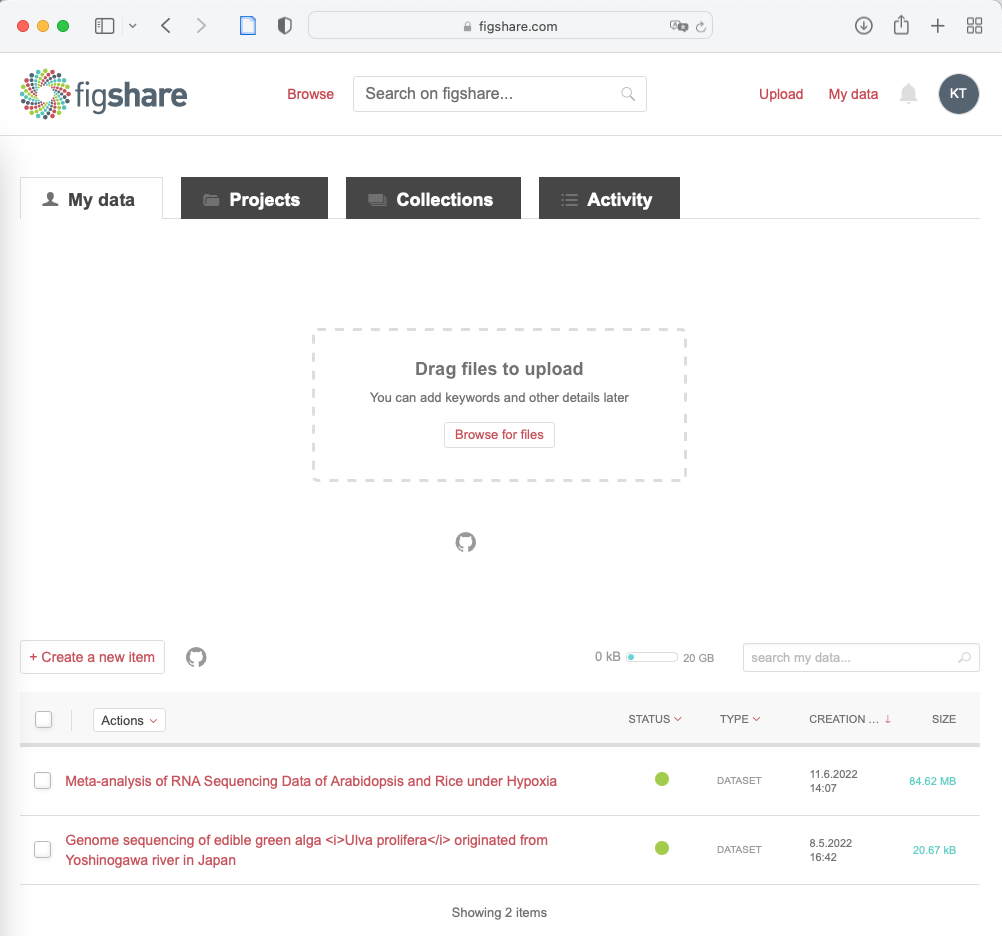 figshare.com
figshare
Browse
Search on figshare...
Upload
My data
KT
My data
Projects
Collections
Activity
Drag files to upload
You can add keywords and other details later
Browse for files
+ Create a new item
0 kB
20 GB
search my data...
Actions
STATUS
TYPE
CREATION ...
SIZE
Meta-analysis of RNA Sequencing Data of Arabidopsis and Rice under Hypoxia
DATASET
11.6.2022
14:07
84.62 MB
Genome sequencing of edible green alga <i>Ulva prolifera</i> originated from
Yoshinogawa river in Japan
DATASET
8.5.2022
16:42
20.67 kB
Showing 2 items